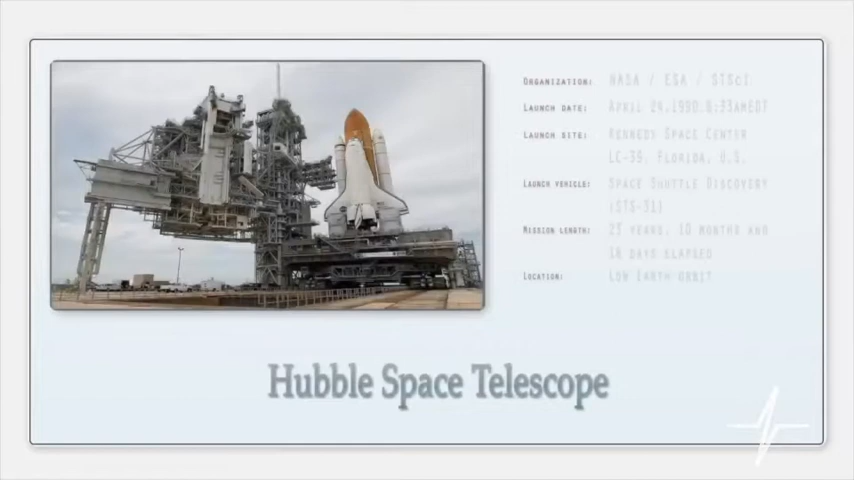 Organization: NASA / ESA / STScI
Launch date: April 24,1990 8:33AMEDT
Launch site: Kennedy Space Center
LC-39, Florida, U.S.
Launch vehicle: Space Shuttle Discovery
(STS-31)
Mission length: 23 years, 10 months and
18 days elapsed
Location: Low Earth orbit
Hubble Space Telescope